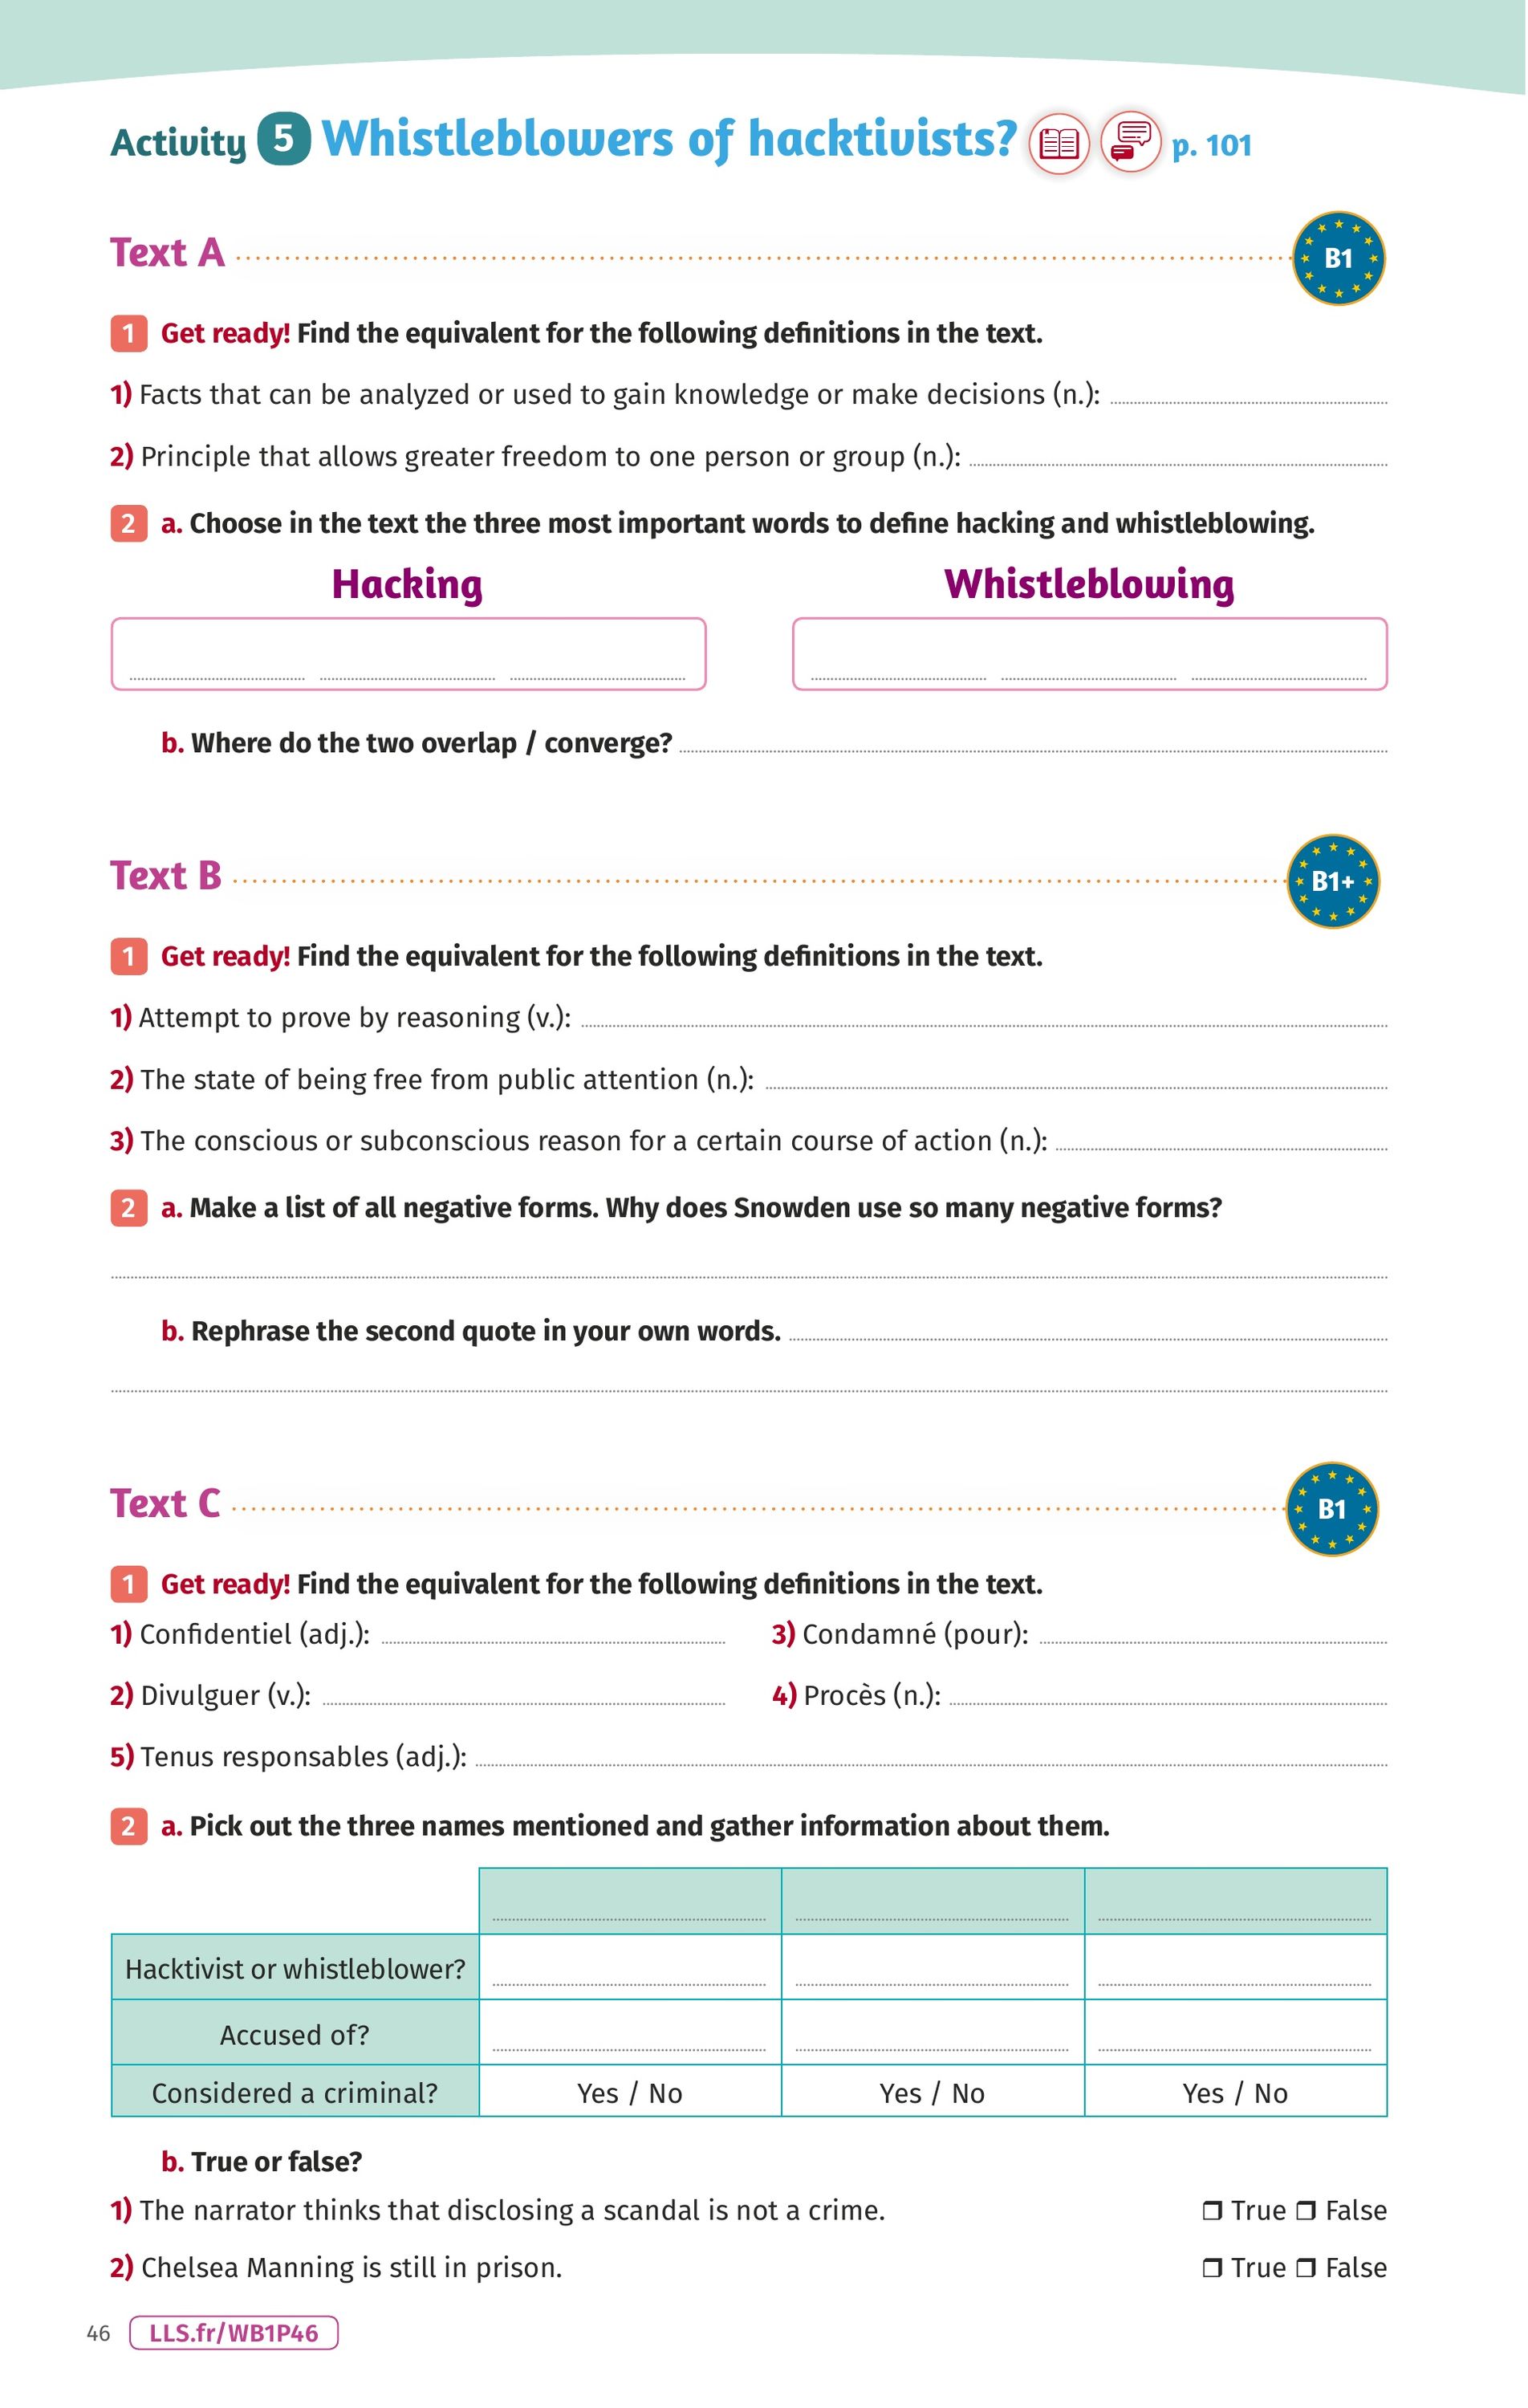 Activity 5 Whistleblowers of hacktivists? p. 101
Text A
B1
1 Get ready! Find the equivalent for the following definitions in the text.
1) Facts that can be analyzed or used to gain knowledge or make decisions (n.):
2) Principle that allows greater freedom to one person or group (n.):
2 a. Choose in the text the three most important words to define hacking and whistleblowing.
Hacking Whistleblowing
b. Where do the two overlap / converge?
Text B
B1+
1 Get ready! Find the equivalent for the following definitions in the text.
1) Attempt to prove by reasoning (v.):
2) The state of being free from public attention (n.):
3) The conscious or subconscious reason for a certain course of action (n.):
2 a. Make a list of all negative forms. Why does Snowden use so many negative forms?
b. Rephrase the second quote in your own words.
Text C
B1
1 Get ready! Find the equivalent for the following definitions in the text.
1) Confidentiel (adj.): 3) Condamné (pour):
2) Divulguer (v.): 4) Procès (n.):
5) Tenus responsables (adj.):
2 a. Pick out the three names mentioned and gather information about them.
Hacktivist or whistleblower?
Accused of?
Considered a criminal? Yes / No Yes / No Yes / No
b. True or false?
1) The narrator thinks that disclosing a scandal is not a crime. ❒ True ❒ False
2) Chelsea Manning is still in prison. ❒ True ❒ False
46 LLS.fr/WB1P46